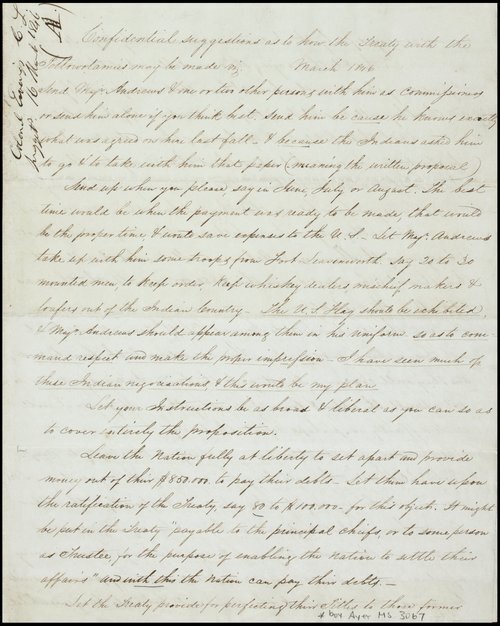 Colonel Ewing C. L.
suggests 16 March 1846
Confidential suggestions as to how the Treaty with the
Pottowotamies may be made viz March 1846
Send Majr. Andrews & one or two other persons with him as commissioners
or send him alone if you think best. Send him be cause he knows exactly
what was agreed on here last fall - & because the Indians asked him
to go & to take with him that paper (meaning the written proposal)
Send up when you please, say in June, July or August. The best
time would be when the payment was ready to be made, that would
be the proper time & would save expenses to the U. S - Let Majr. Andrews
take up with him some troops from Fort Leavenworth say 20 to 30
mounted men to keep order, keep whiskey dealers, mischief makers &
loafers out of the Indian Country - The U. S. Flag should be exhibited,
& Majr. Andrews should appear among them in his Uniform so as to com-
mand respect and make the proper impression - I have seen much of
these Indian negociations & this would be my plan
Let your Instructions be as broad & liberal as you can so as
to cover entirely the proposition.
Leave the Nation fully at liberty to set apart and provide
money out of their $850.000 to pay their debts - Let them have upon
the ratification of the Treaty, say 80 to $100.000 - for this object. It might
be put in the Treaty "payable to the principal chiefs, or to some person
as Trustee, for the purpose of enabling the Nation to settle their
affairs" and with this the Nation can pay their debts. -
Let the Treaty provide for perfecting their Titles to those former
box Ayer MS 3067